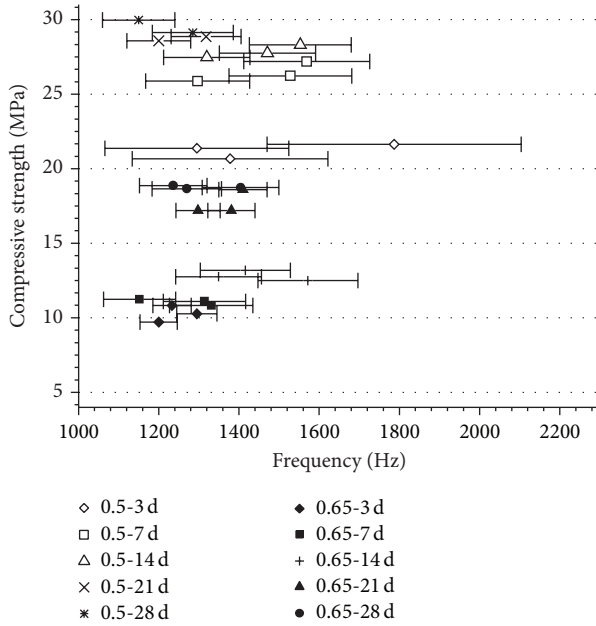 Compressive strength (MPa)
30
25
20
15
10
5
1000 1200 1400 1600 1800 2000 2200
Frequency (Hz)
0.5-3 d
0.5-7 d
0.5-14 d
0.5-21 d
0.5-28 d
0.65-3 d
0.65-7 d
0.65-14 d
0.65-21 d
0.65-28 d